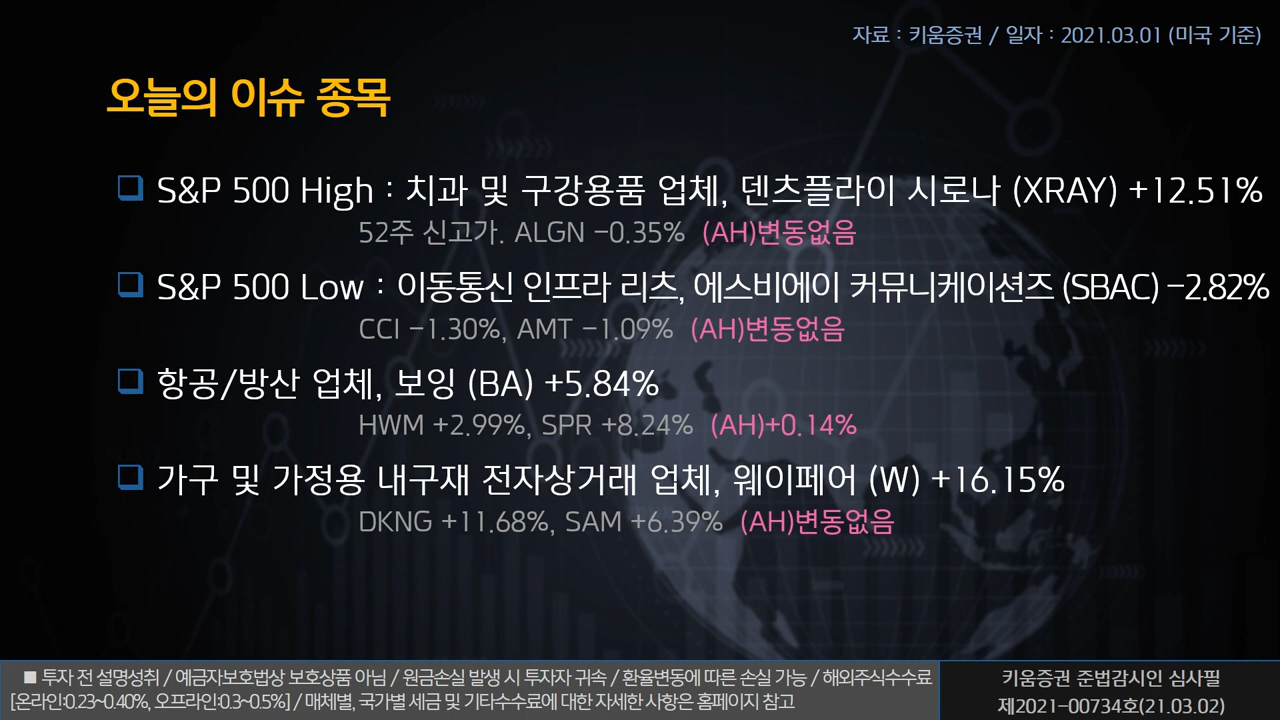 자료 : 키움증권 / 일자 : 2021.03.01 (미국 기준)
오늘의 이슈 종목
❑ S&P 500 High : 치과 및 구강용품 업체, 덴츠플라이 시로나 (XRAY) +12.51%
52주 신고가. ALGN -0.35% (AH)변동없음
❑ S&P 500 Low : 이동통신 인프라 리츠, 에스비에이 커뮤니케이션즈 (SBAC) -2.82%
CCI -1.30%, AMT -1.09% (AH)변동없음
❑ 항공/방산 업체, 보잉 (BA) +5.84%
HWM +2.99%, SPR +8.24% (AH)+0.14%
❑ 가구 및 가정용 내구재 전자상거래 업체, 웨이페어 (W) +16.15%
DKNG +11.68%, SAM +6.39% (AH)변동없음
■ 투자 전 설명성취 / 예금자보호법상 보호상품 아님 / 원금손실 발생 시 투자자 귀속 / 환율변동에 따른 손실 가능 / 해외주식수수료
[온라인:0.23~0.40%, 오프라인:0.3~0.5%] / 매체별, 국가별 세금 및 기타수수료에 대한 자세한 사항은 홈페이지 참고
키움증권 준법감시인 심사필
제2021-00734호(21.03.02)